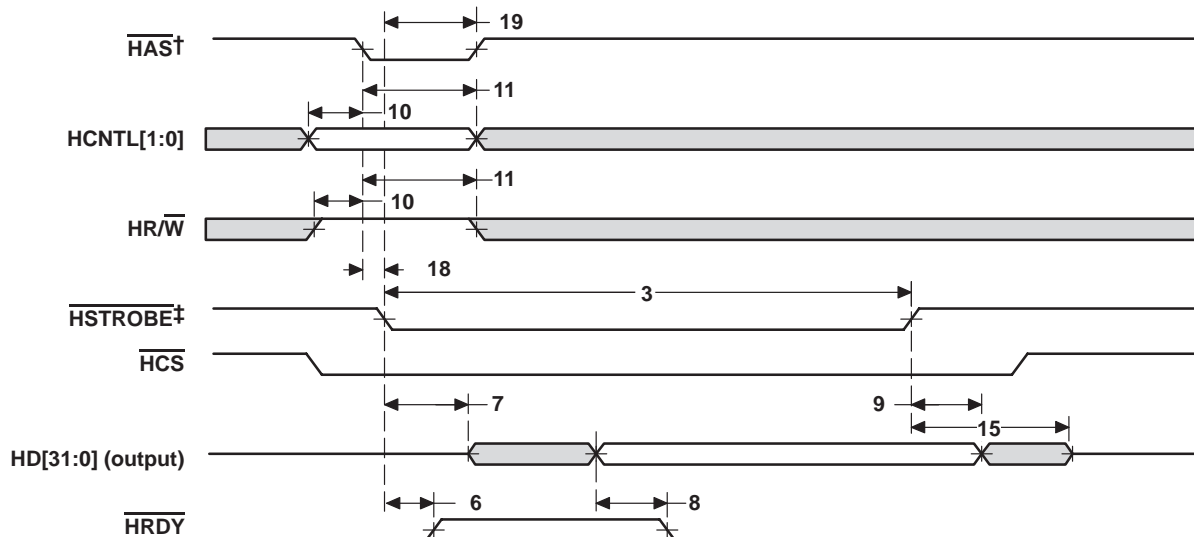 19
HAS†
11
10
HCNTL[1:0]
11
10
HR/W
18
3
HSTROBE‡
HCS
7
9
15
HD[31:0] (output)
6
8
HRDY